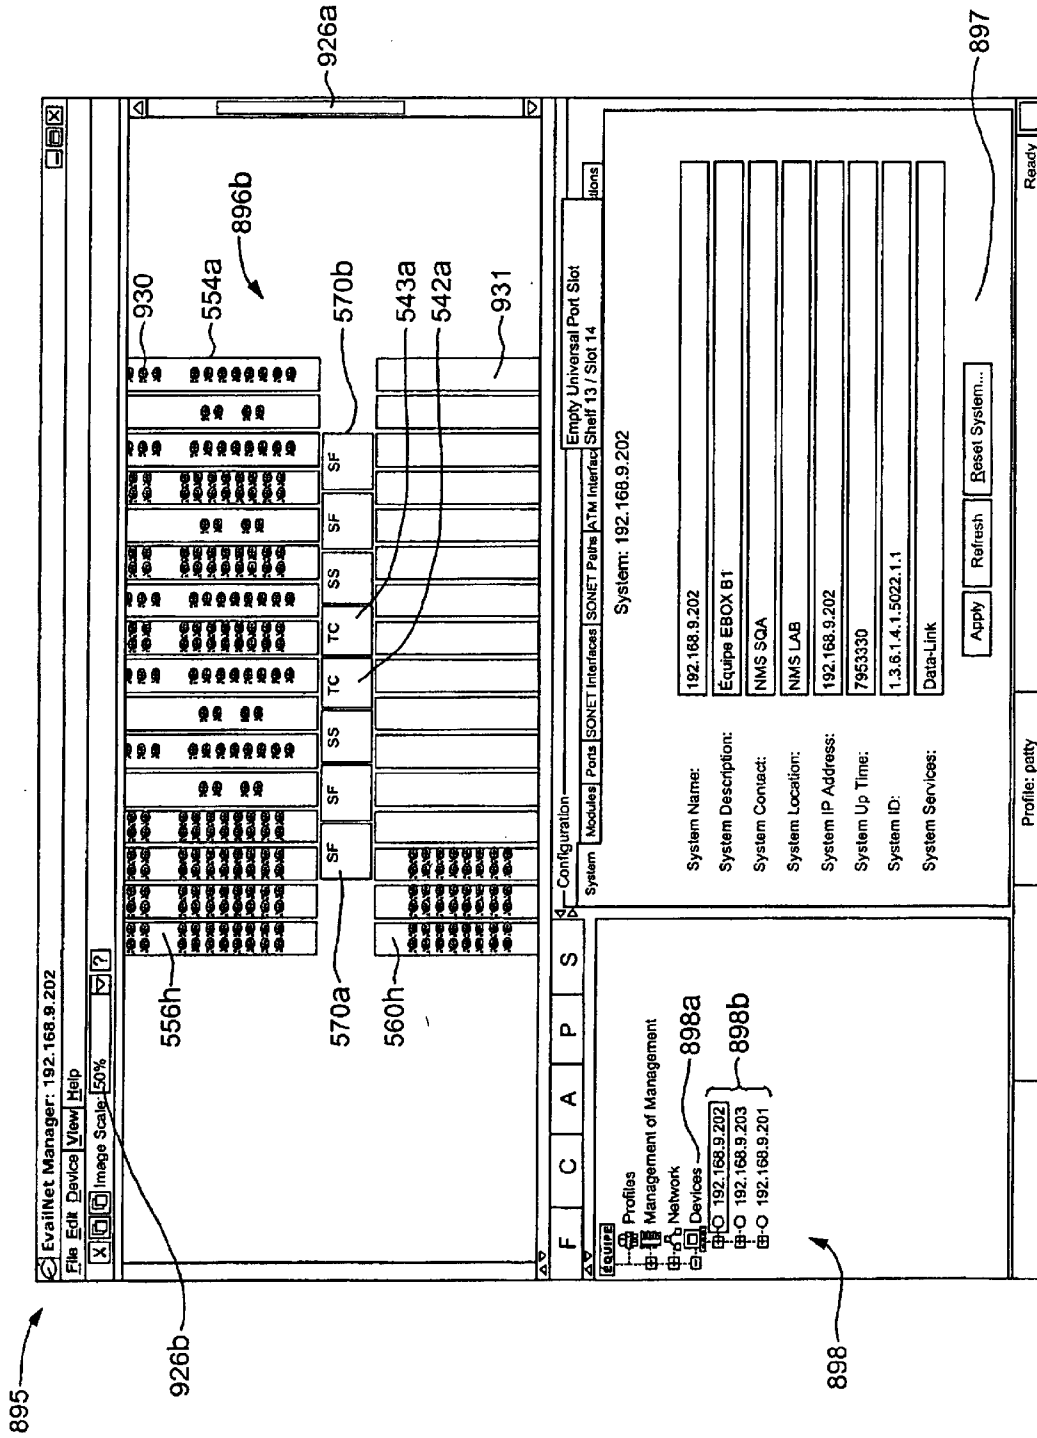 895
EvailNet Manager: 192.168.9.202
File Edit Device View Help
Image Scale: 50% ?
926b
556h
570a
560h
930
554a
896b
570b
543a
542a
931
926a
SF SF SS TC TC SS SF SF
F C A P S
EQUIPE
Profiles
Management of Management
Network
Devices
192.168.9.202
192.168.9.203
192.168.9.201
898a
898b
898
Configuration
System Modules Ports SONET Interfaces SONET Paths ATM Interfac tions
Empty Universal Port Slot
Shelf 13 / Slot 14
System: 192.168.9.202
System Name: 192.168.9.202
System Description: Equipe EBOX B1
System Contact: NMS SQA
System Location: NMS LAB
System IP Address: 192.168.9.202
System Up Time: 7953330
System ID: 1.3.6.1.4.1.5022.1.1
System Services: Data-Link
Apply Refresh Reset System...
897
Profile: patty Ready